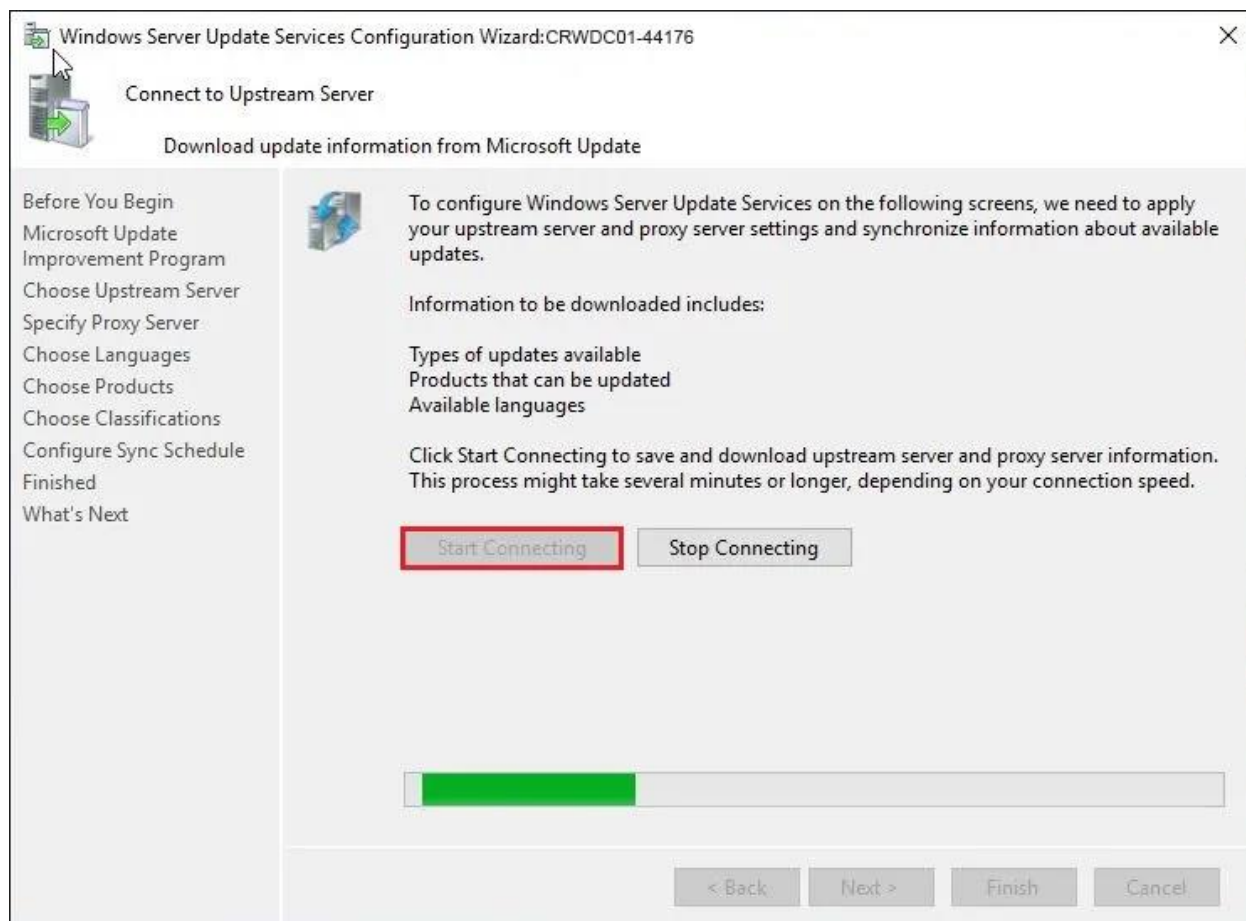 Windows Server Update Services Configuration Wizard:CRWDC01-44176
Connect to Upstream Server
Download update information from Microsoft Update
Before You Begin
Microsoft Update
Improvement Program
Choose Upstream Server
Specify Proxy Server
Choose Languages
Choose Products
Choose Classifications
Configure Sync Schedule
Finished
What's Next
To configure Windows Server Update Services on the following screens, we need to apply
your upstream server and proxy server settings and synchronize information about available
updates.
Information to be downloaded includes:
Types of updates available
Products that can be updated
Available languages
Click Start Connecting to save and download upstream server and proxy server information.
This process might take several minutes or longer, depending on your connection speed.
Start Connecting Stop Connecting
< Back Next > Finish Cancel